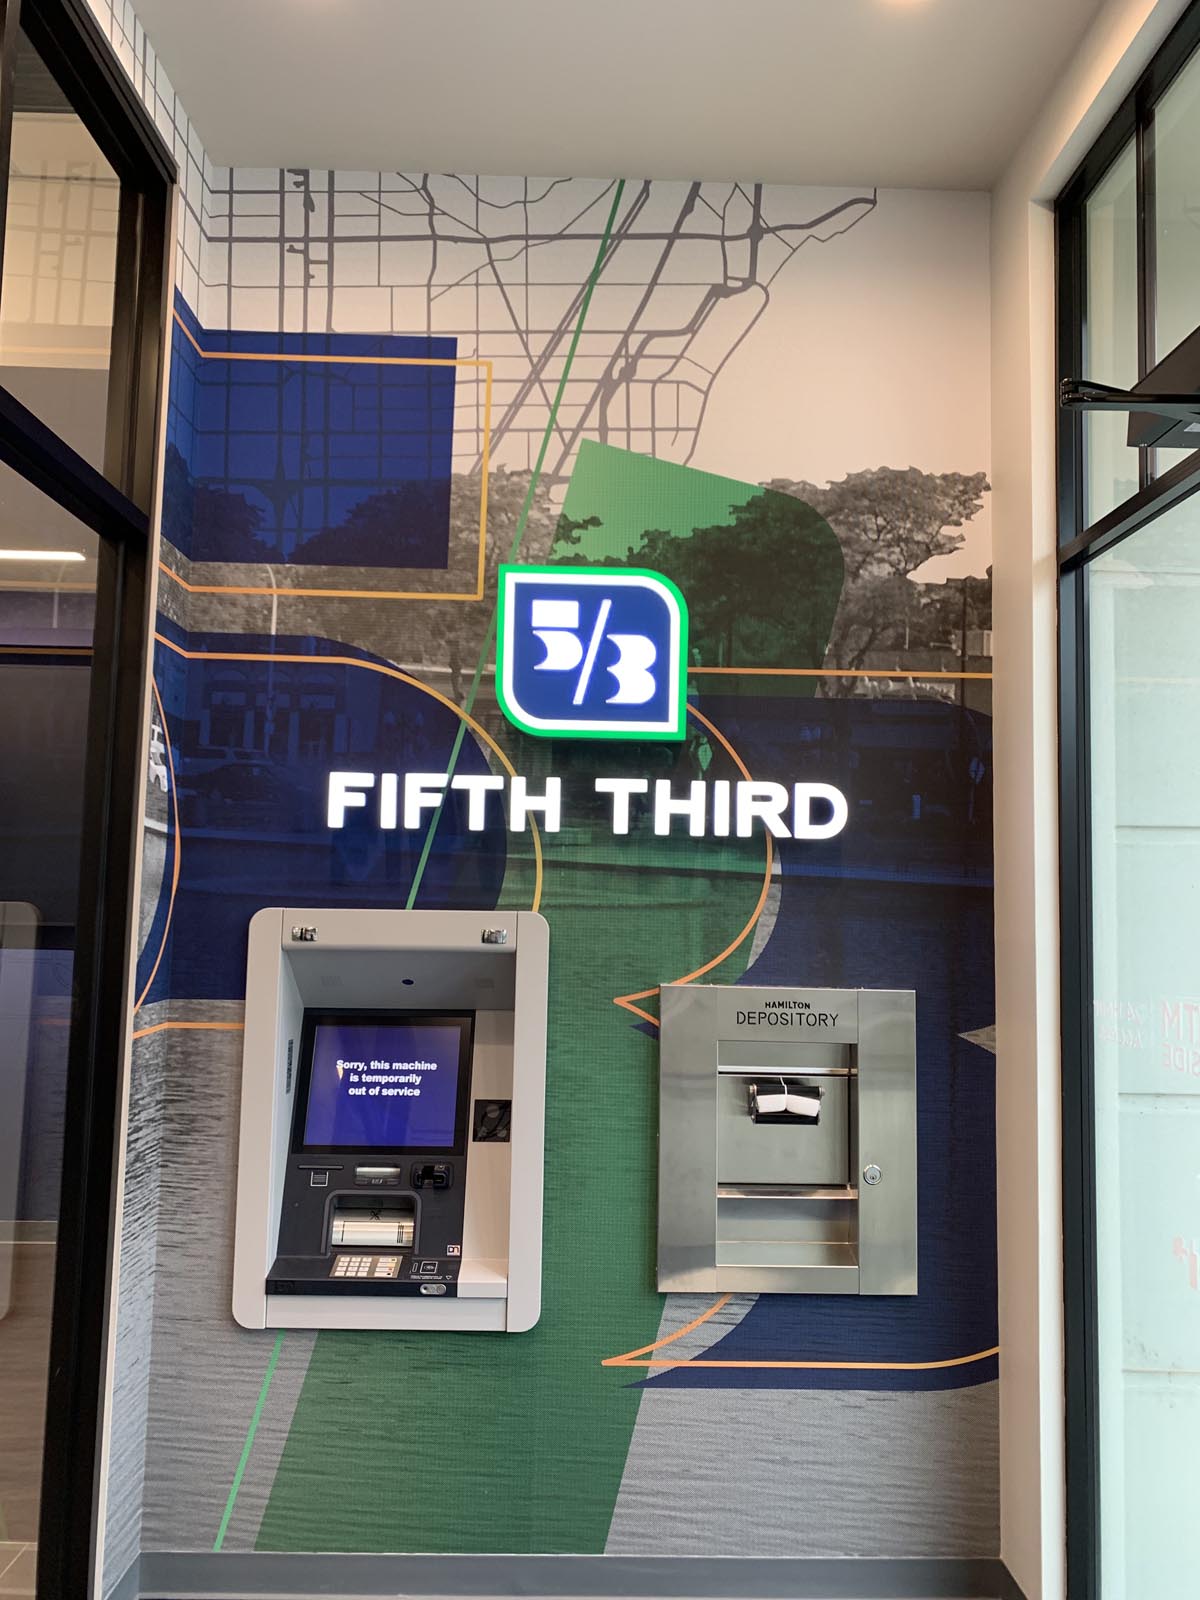 5/3
FIFTH THIRD
HAMILTON
DEPOSITORY
Sorry, this machine
is temporarily
out of service